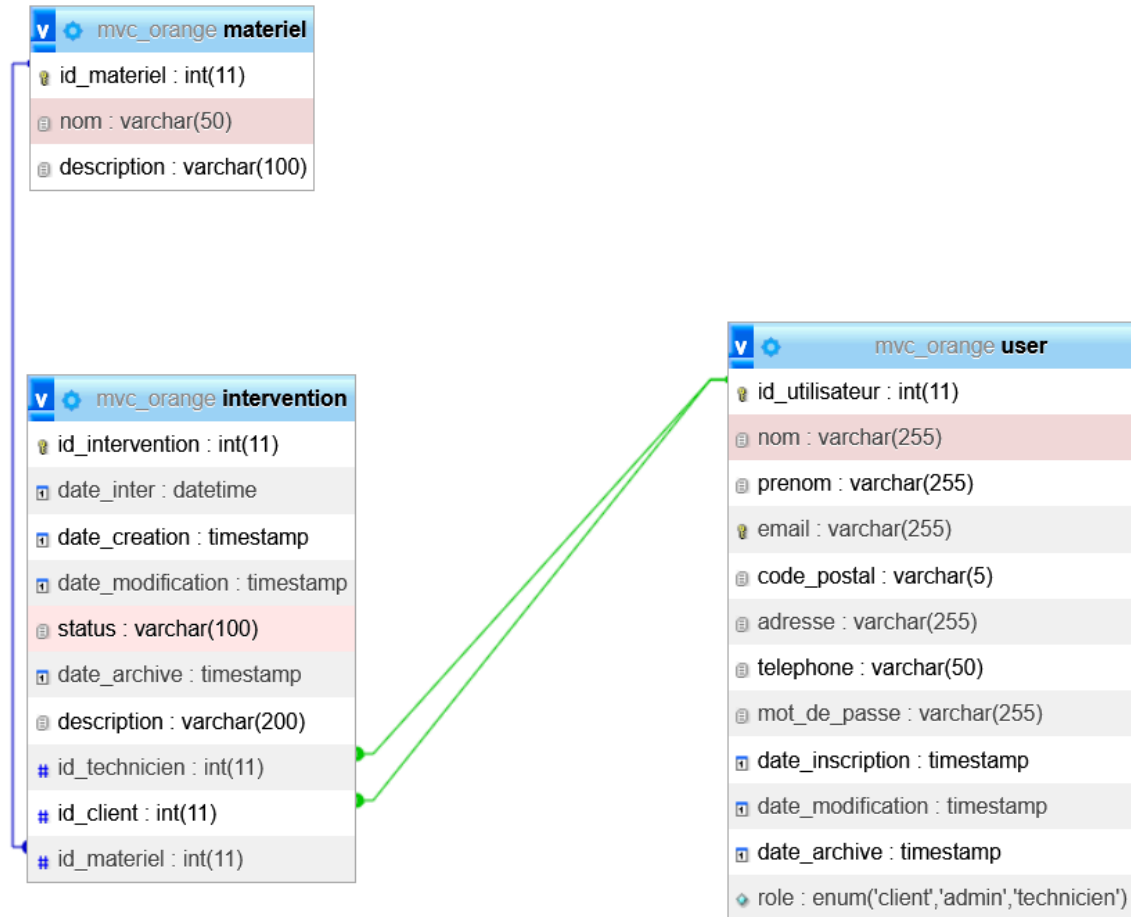 v mvc_orange materiel
id_materiel : int(11)
nom : varchar(50)
description : varchar(100)
v mvc_orange intervention
id_intervention : int(11)
date_inter : datetime
date_creation : timestamp
date_modification : timestamp
status : varchar(100)
date_archive : timestamp
description : varchar(200)
# id_technicien : int(11)
# id_client : int(11)
# id_materiel : int(11)
v mvc_orange user
id_utilisateur : int(11)
nom : varchar(255)
prenom : varchar(255)
email : varchar(255)
code_postal : varchar(5)
adresse : varchar(255)
telephone : varchar(50)
mot_de_passe : varchar(255)
date_inscription : timestamp
date_modification : timestamp
date_archive : timestamp
role : enum('client','admin','technicien')